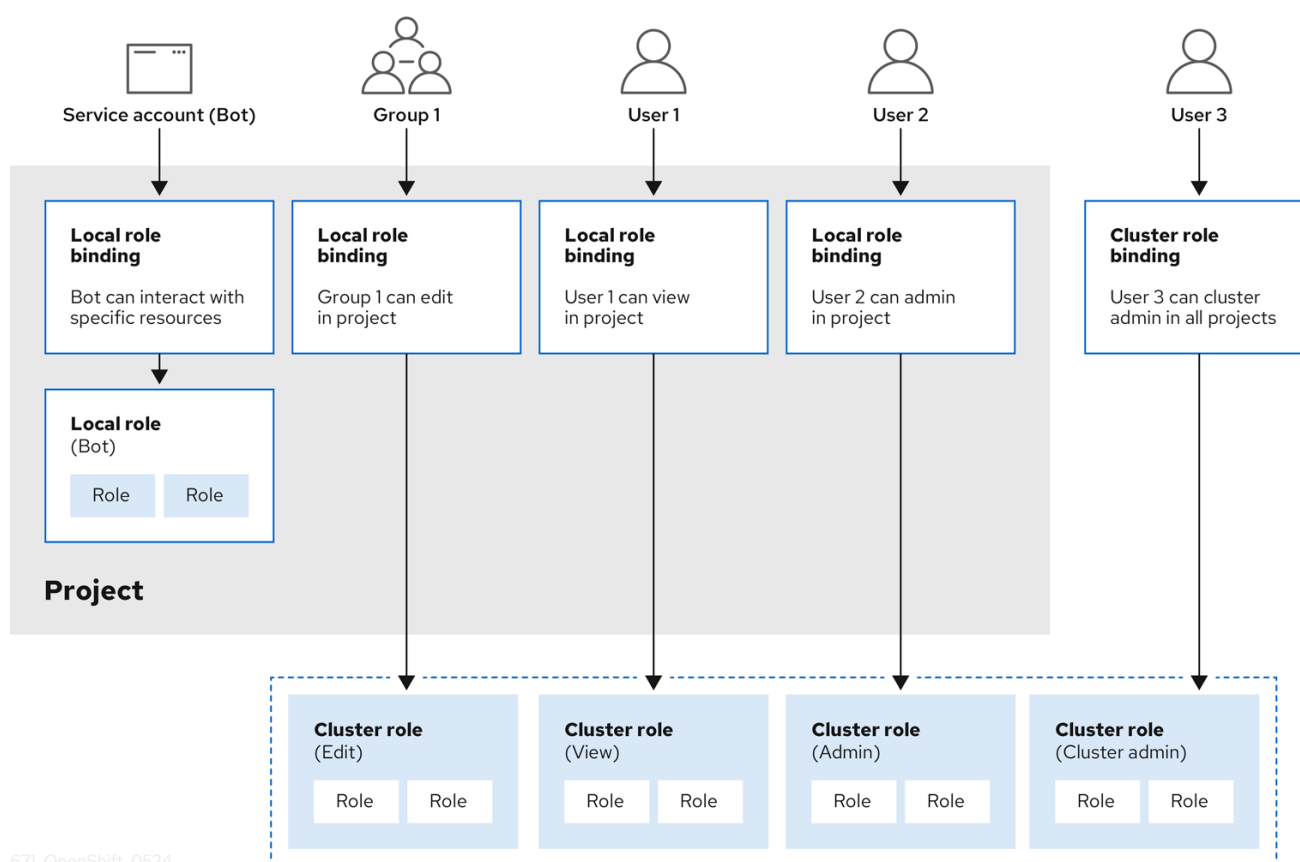 Service account (Bot)
Group 1
User 1
User 2
User 3
Local role
binding
Bot can interact with
specific resources
Local role
binding
Group 1 can edit
in project
Local role
binding
User 1 can view
in project
Local role
binding
User 2 can admin
in project
Cluster role
binding
User 3 can cluster
admin in all projects
Local role
(Bot)
Role
Role
Project
Cluster role
(Edit)
Role
Role
Cluster role
(View)
Role
Role
Cluster role
(Admin)
Role
Role
Cluster role
(Cluster admin)
Role
Role
671_OpenShift_0524